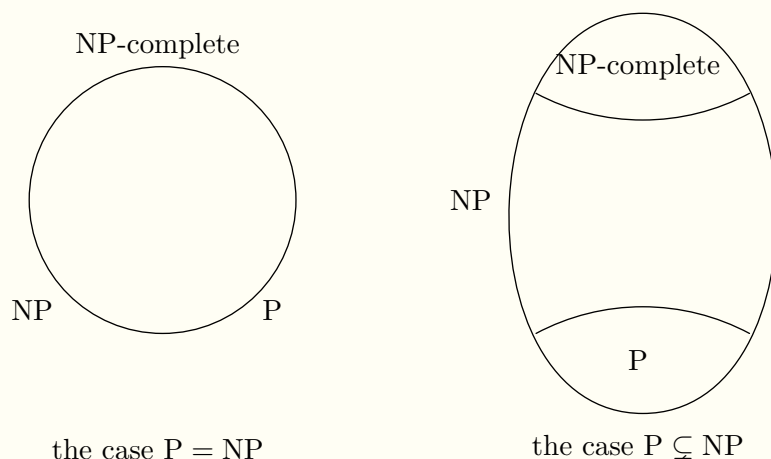 NP-complete
NP
P
the case P = NP
NP-complete
NP
P
the case P ⊊ NP